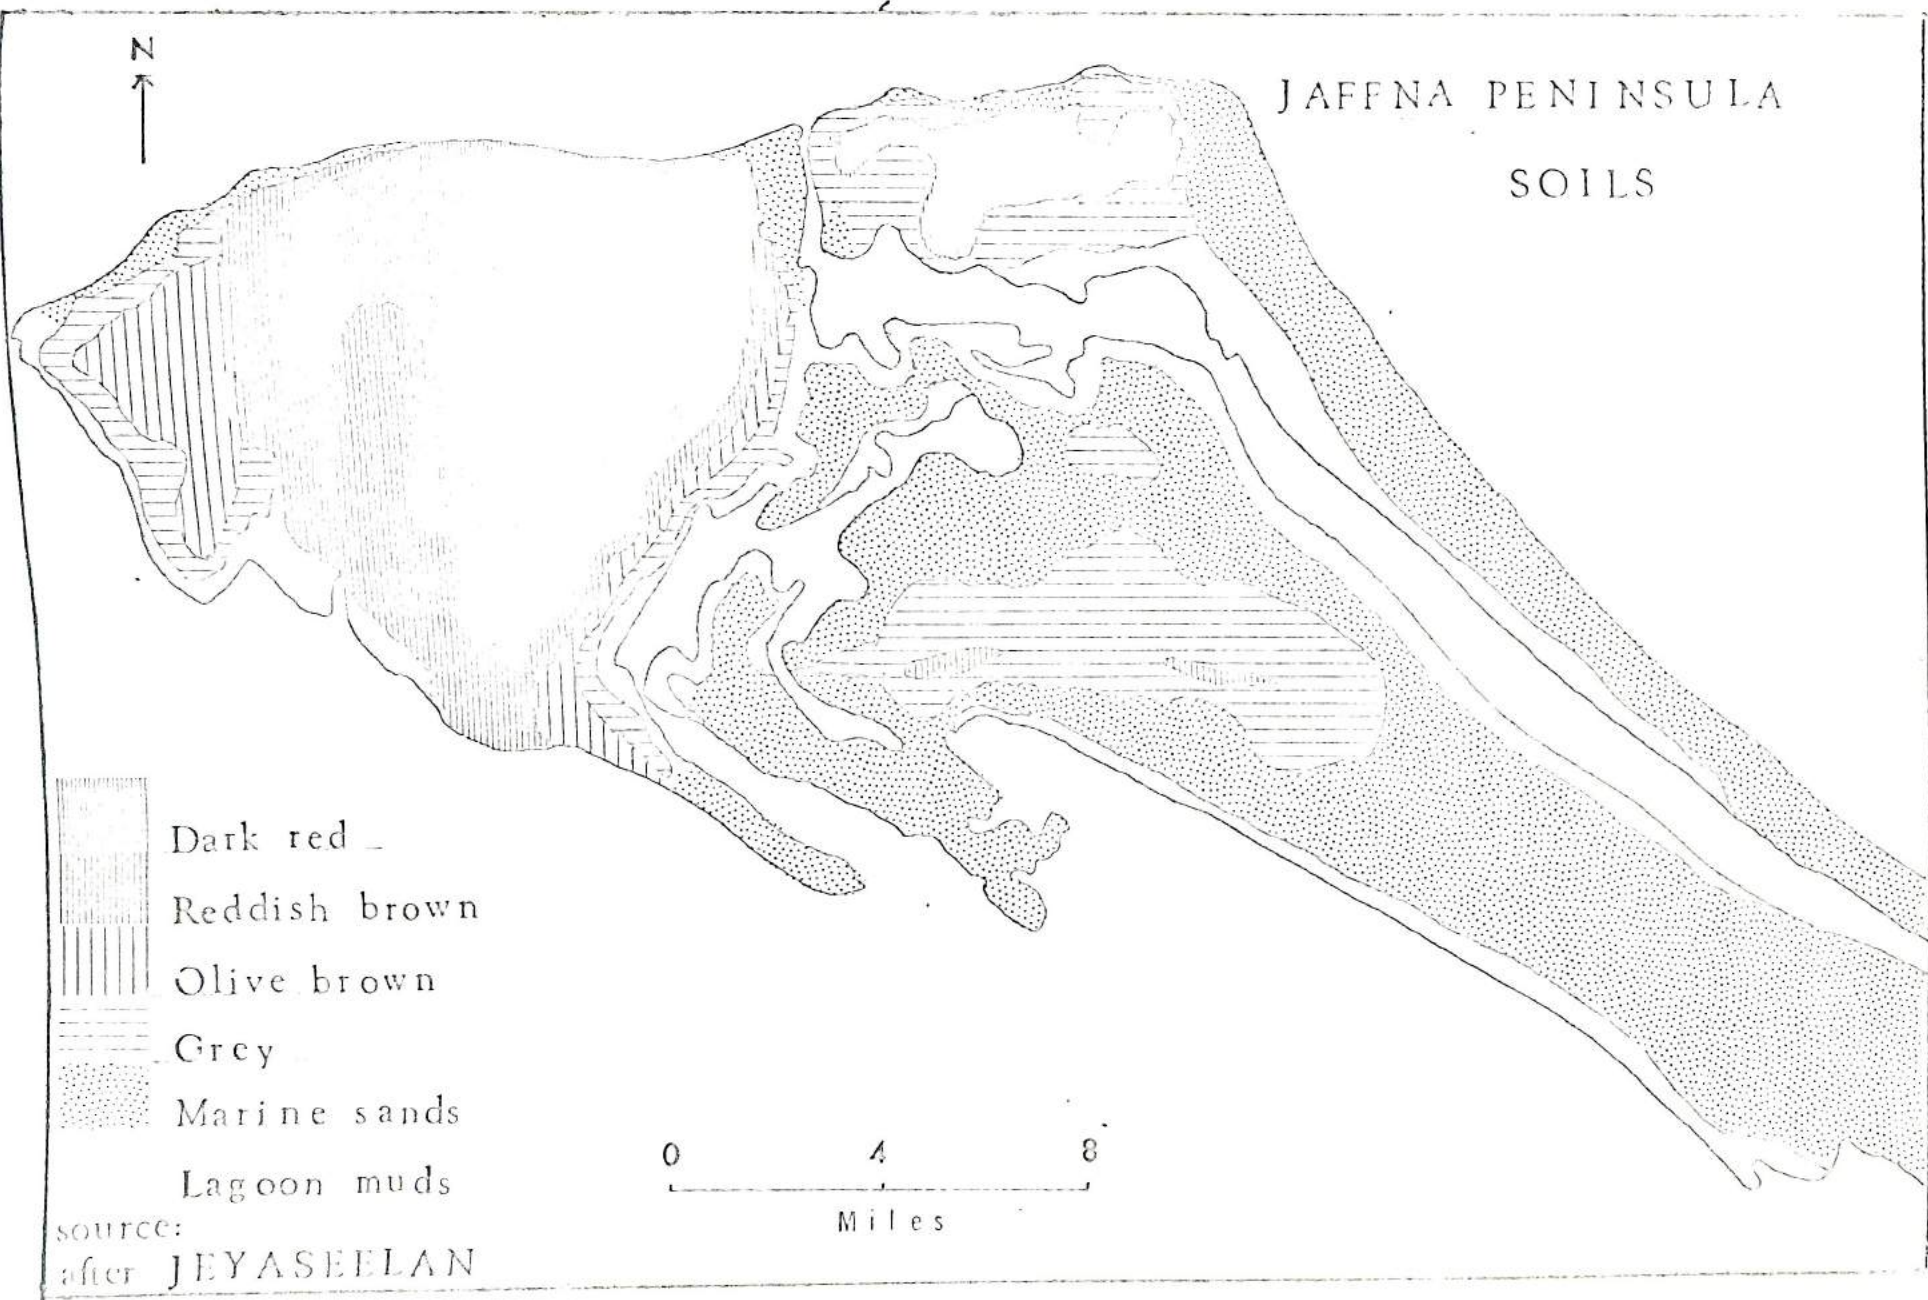 N
JAFFNA PENINSULA
SOILS
Dark red
Reddish brown
Olive brown
Grey
Marine sands
Lagoon muds
0 4 8
Miles
source:
after JEYASEELAN